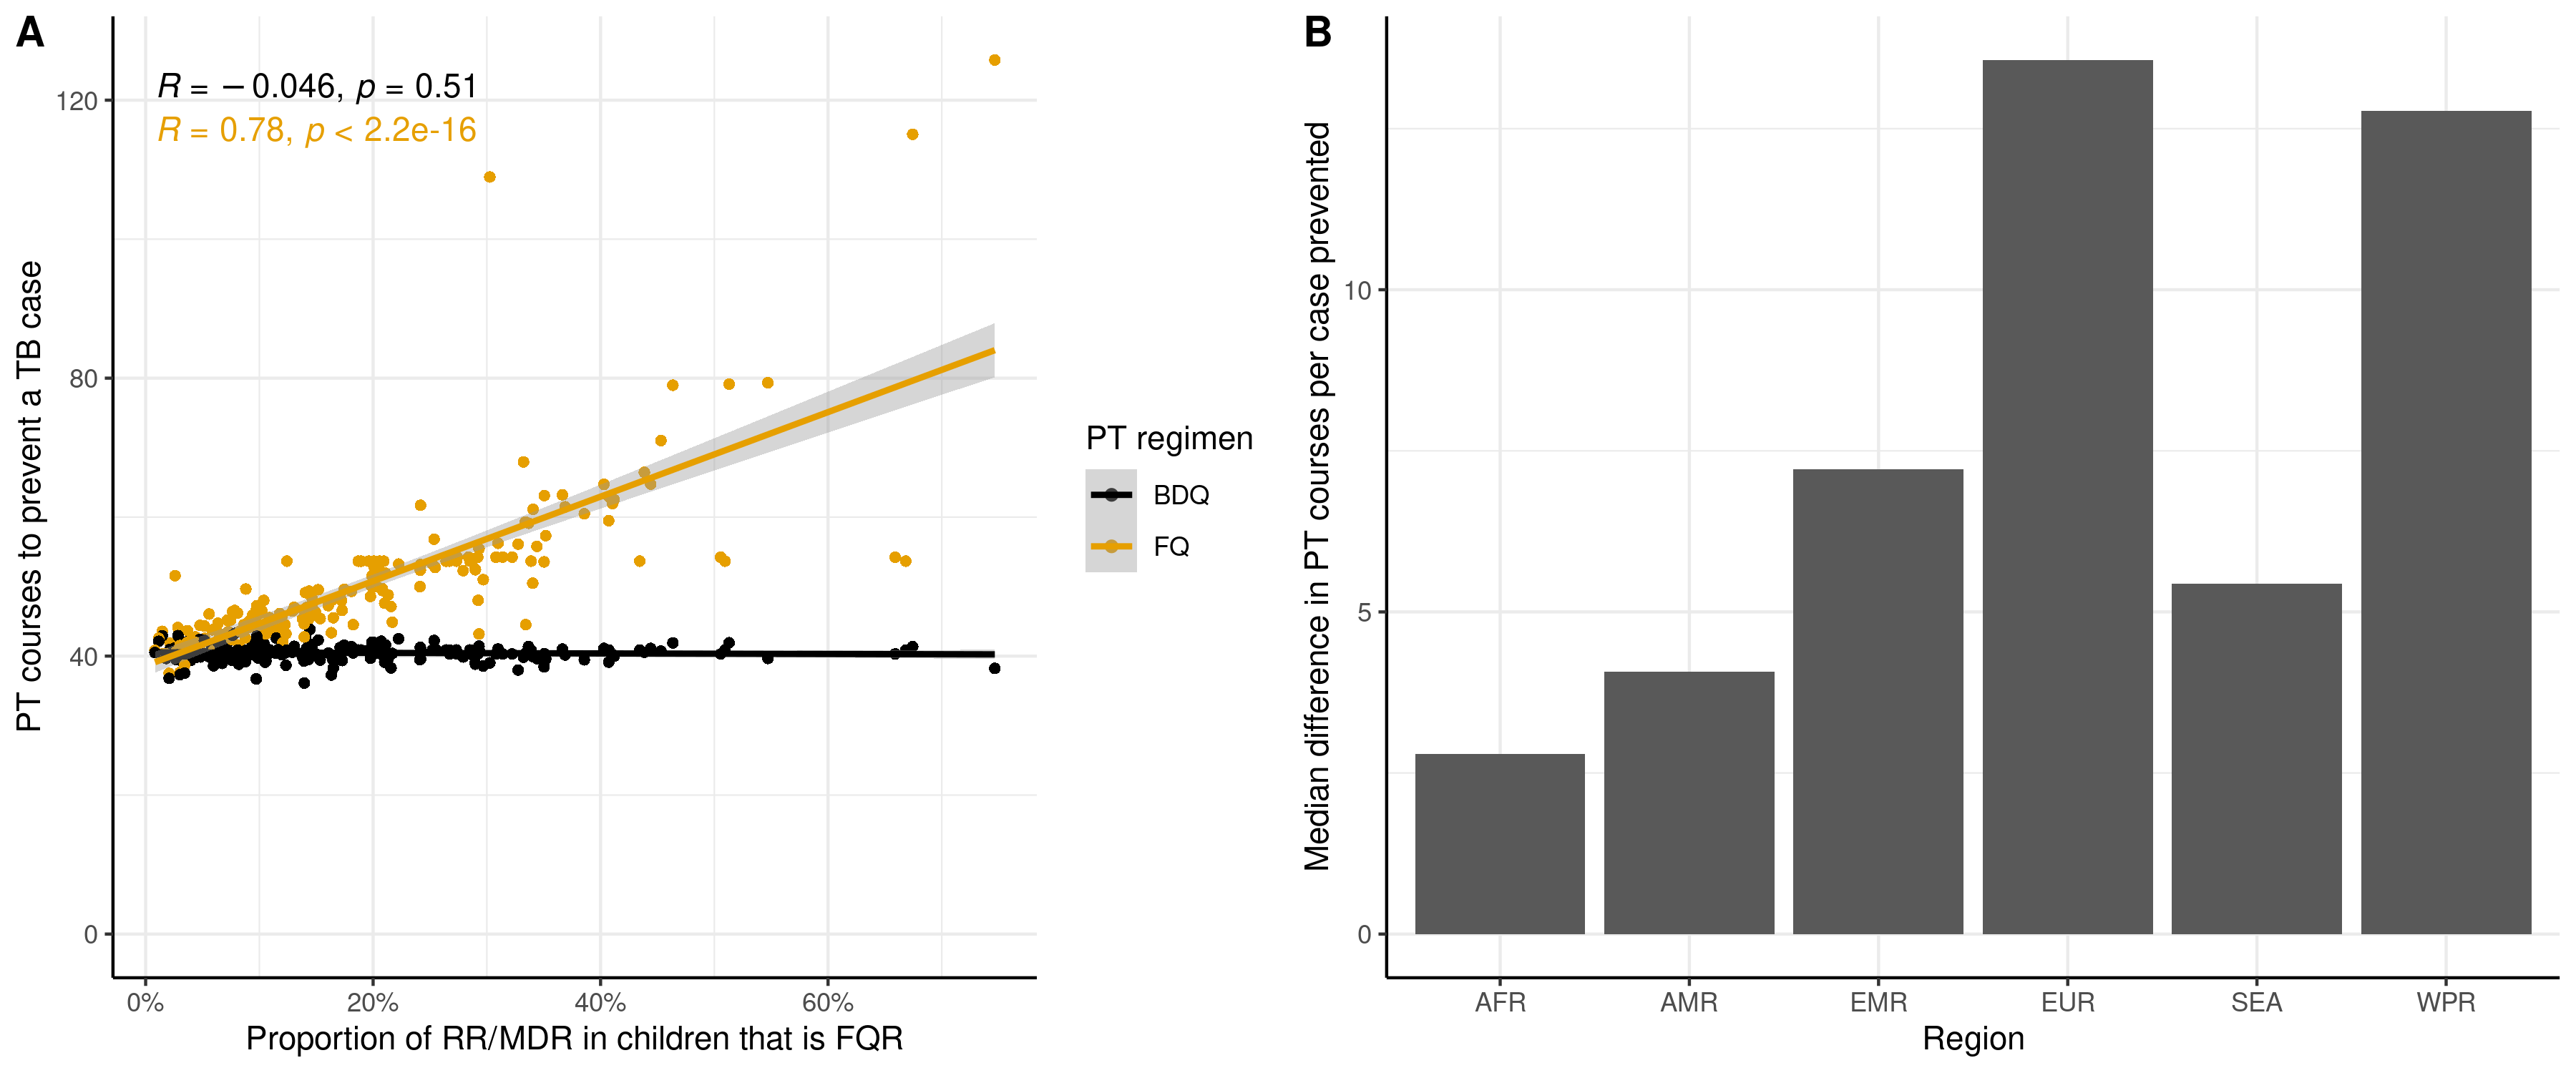 A
R = −0.046, p = 0.51
R = 0.78, p < 2.2e-16
PT courses to prevent a TB case
120
80
40
0
0% 20% 40% 60%
Proportion of RR/MDR in children that is FQR
PT regimen
BDQ
FQ
B
Median difference in PT courses per case prevented
10
5
0
AFR AMR EMR EUR SEA WPR
Region